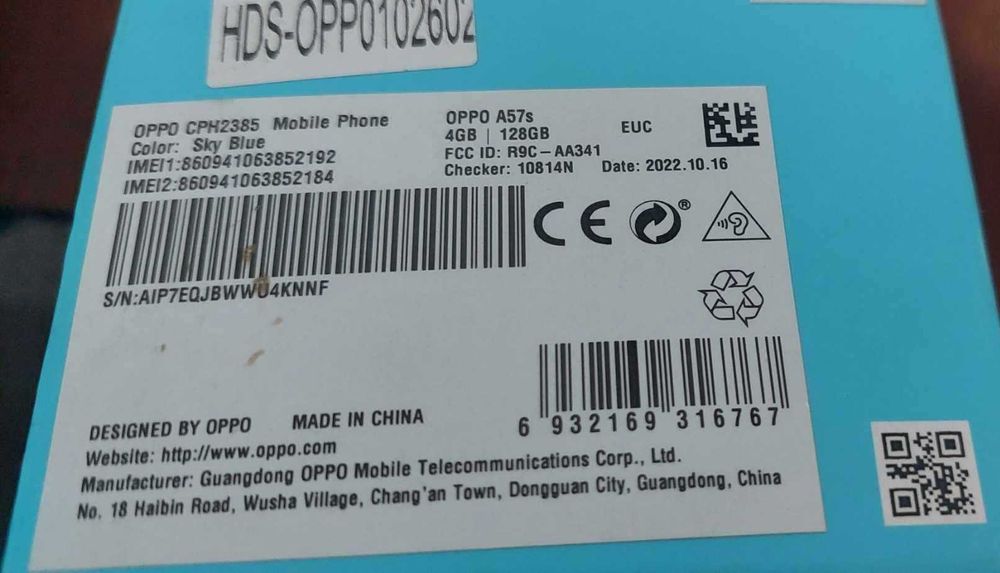 HDS-OPP0102602
OPPO CPH2385 Mobile Phone
Color: Sky Blue
IMEI1:860941063852192
IMEI2:860941063852184
OPPO A57s
4GB | 128GB
EUC
FCC ID: R9C-AA341
Checker: 10814N Date: 2022.10.16
CE
S/N:AIP7EQJBWWU4KNNF
6 932169 316767
DESIGNED BY OPPO MADE IN CHINA
Website: http://www.oppo.com
Manufacturer: Guangdong OPPO Mobile Telecommunications Corp., Ltd.
No. 18 Haibin Road, Wusha Village, Chang'an Town, Dongguan City, Guangdong, China